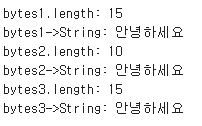 bytes1.length: 15
bytes1->String: 안녕하세요
bytes2.length: 10
bytes2->String: 안녕하세요
bytes3.length: 15
bytes3->String: 안녕하세요